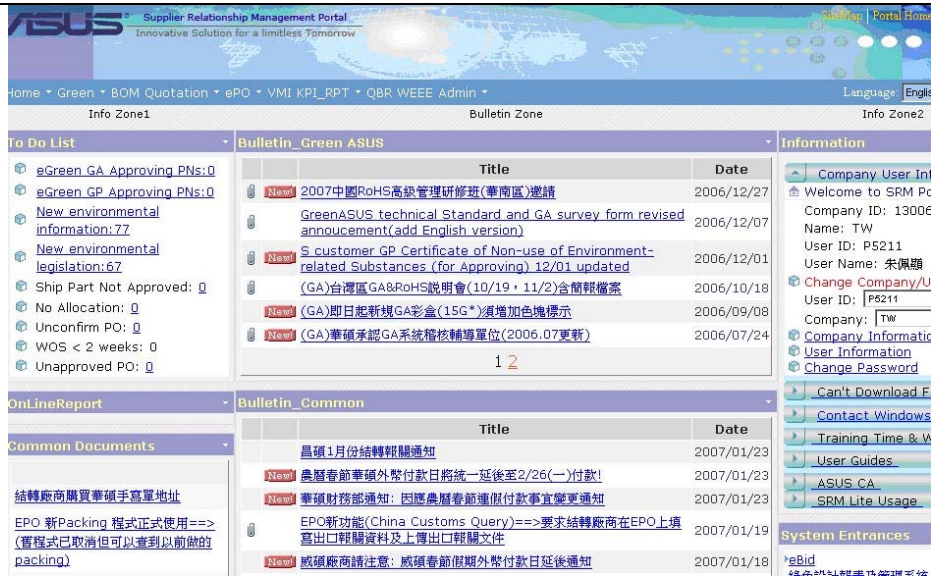 ASUS Supplier Relationship Management Portal
Innovative Solution for a limitless Tomorrow
SiteMap | Portal Home
Home Green BOM Quotation ePO VMI KPI_RPT QBR WEEE Admin
Language: Englis
Info Zone1
Bulletin Zone
Info Zone2
To Do List
eGreen GA Approving PNs:0
eGreen GP Approving PNs:0
New environmental
information:77
New environmental
legislation:67
Ship Part Not Approved: 0
No Allocation: 0
Unconfirm PO: 0
WOS < 2 weeks: 0
Unapproved PO: 0
OnLineReport
Common Documents
結轉廠商購買華碩手寫單地址
EPO 新Packing 程式正式使用==>
(舊程式已取消但可以查到以前做的
packing)
Bulletin_Green ASUS
Title Date
New! 2007中國RoHS高級管理研修班(華南區)邀請 2006/12/27
GreenASUS technical Standard and GA survey form revised
annoucement(add English version) 2006/12/07
New! S customer GP Certificate of Non-use of Environment-
related Substances (for Approving) 12/01 updated 2006/12/01
(GA)台灣區GA&RoHS說明會(10/19,11/2)含簡報檔案 2006/10/18
New! (GA)即日起新規GA彩盒(15G*)須增加色塊標示 2006/09/08
New! (GA)華碩承認GA系統稽核輔導單位(2006.07更新) 2006/07/24
1 2
Bulletin_Common
Title Date
昌碩1月份結轉報關通知 2007/01/23
New! 農曆春節華碩外幣付款日將統一延後至2/26(一)付款! 2007/01/23
New! 華碩財務部通知: 因應農曆春節連假付款事宜變更通知 2007/01/23
EPO新功能(China Customs Query)==>要求結轉廠商在EPO上填
寫出口報關資料及上傳出口報關文件 2007/01/19
New! 威碩廠商請注意: 威碩春節假期外幣付款日延後通知 2007/01/18
Information
Company User Inf
Welcome to SRM Po
Company ID: 13006
Name: TW
User ID: P5211
User Name: 朱佩顓
Change Company/U
User ID: P5211
Company: TW
Company Informatio
User Information
Change Password
Can't Download F
Contact Windows
Training Time & W
User Guides
ASUS CA
SRM Lite Usage
System Entrances
eBid
綠色設計報表及管理系統